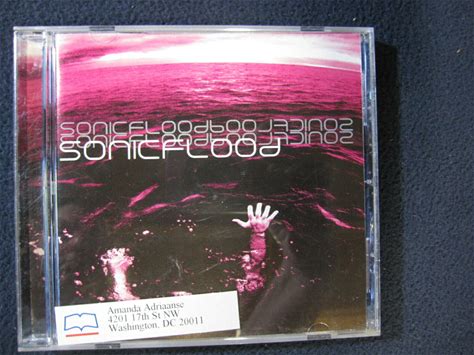 SONICFLOOD
Amanda Adriaanse
4201 17th St NW
Washington, DC 20011